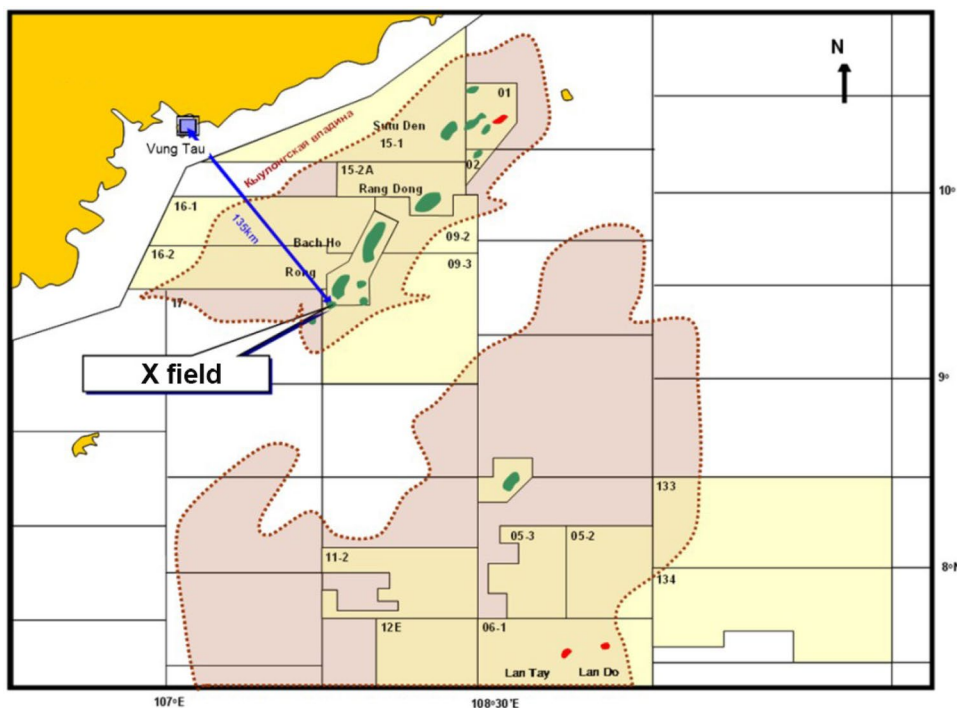 N
01
Sutu Den
15-1
Vung Tau
Кыулонгская впадина
02
15-2A
Rang Dong
10°
16-1
135km
09-2
Bach Ho
16-2
09-3
Rong
17
X field
9°
133
05-3
05-2
11-2
8°N
134
12E
06-1
Lan Tay
Lan Do
107°E
108°30'E